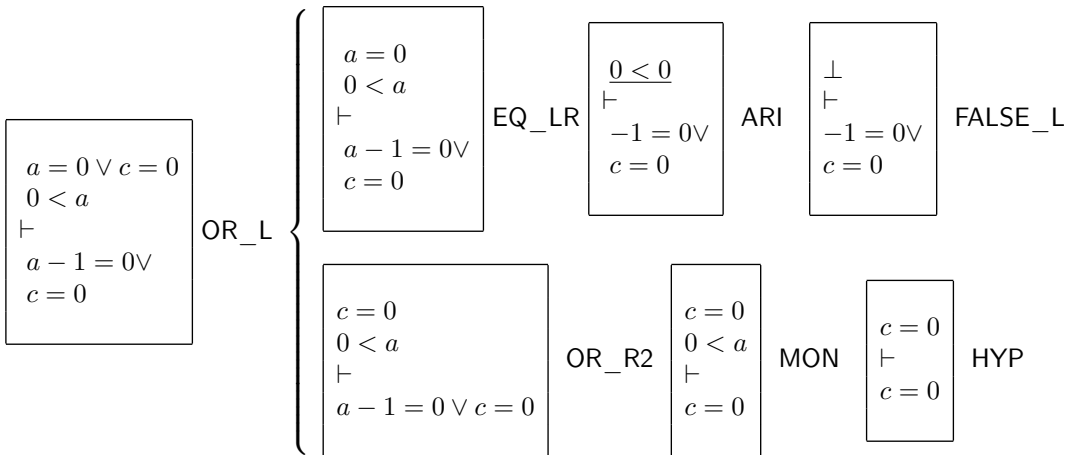 a = 0 ∨ c = 0
0 < a
⊢
a − 1 = 0∨
c = 0
OR_L
a = 0
0 < a
⊢
a − 1 = 0∨
c = 0
EQ_LR
0 < 0
⊢
−1 = 0∨
c = 0
ARI
⊥
⊢
−1 = 0∨
c = 0
FALSE_L
c = 0
0 < a
⊢
a − 1 = 0 ∨ c = 0
OR_R2
c = 0
0 < a
⊢
c = 0
MON
c = 0
⊢
c = 0
HYP